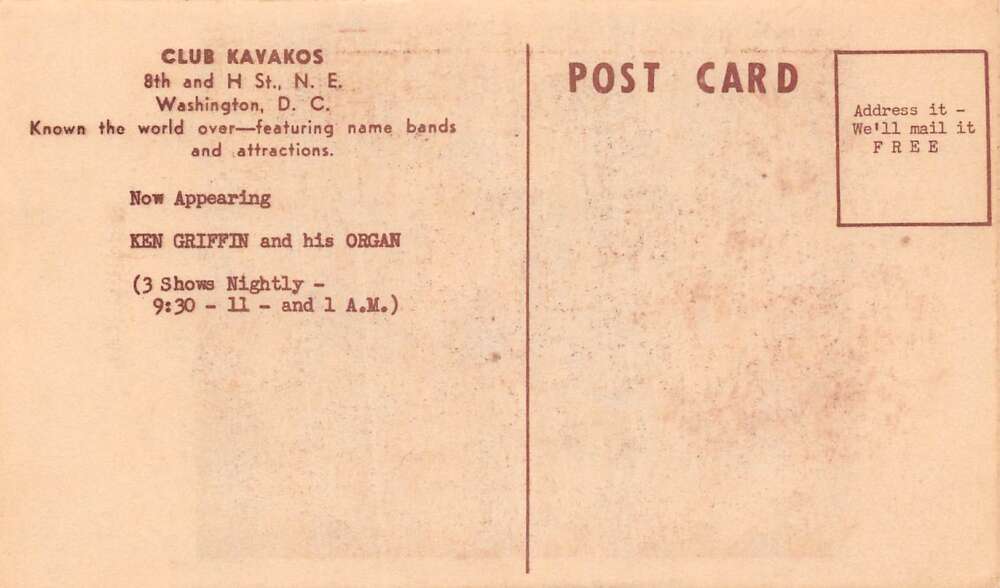 CLUB KAVAKOS
8th and H St., N. E.
Washington, D. C.
Known the world over—featuring name bands
and attractions.
Now Appearing
KEN GRIFFIN and his ORGAN
(3 Shows Nightly -
9:30 - 11 - and 1 A.M.)
POST CARD
Address it -
We'll mail it
F R E E